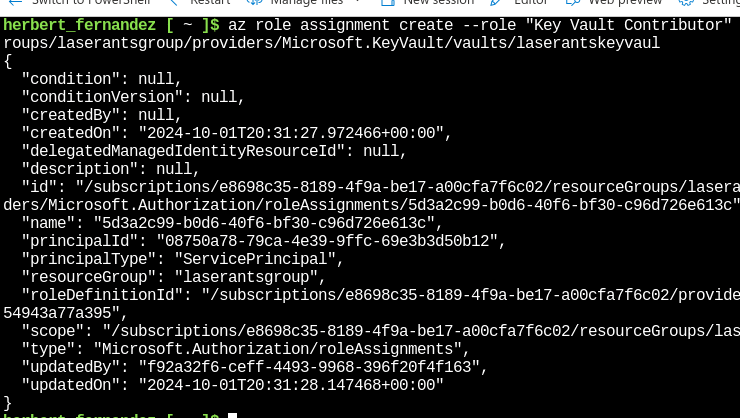 Switch to PowerShell Restart Manage files New session Editor Web preview
herbert_fernandez [ ~ ]$ az role assignment create --role "Key Vault Contributor"
roups/laserantsgroup/providers/Microsoft.KeyVault/vaults/laserantskeyvaul
{
  "condition": null,
  "conditionVersion": null,
  "createdBy": null,
  "createdOn": "2024-10-01T20:31:27.972466+00:00",
  "delegatedManagedIdentityResourceId": null,
  "description": null,
  "id": "/subscriptions/e8698c35-8189-4f9a-be17-a00cfa7f6c02/resourceGroups/lasera
ders/Microsoft.Authorization/roleAssignments/5d3a2c99-b0d6-40f6-bf30-c96d726e613c"
  "name": "5d3a2c99-b0d6-40f6-bf30-c96d726e613c",
  "principalId": "08750a78-79ca-4e39-9ffc-69e3b3d50b12",
  "principalType": "ServicePrincipal",
  "resourceGroup": "laserantsgroup",
  "roleDefinitionId": "/subscriptions/e8698c35-8189-4f9a-be17-a00cfa7f6c02/provide
54943a77a395",
  "scope": "/subscriptions/e8698c35-8189-4f9a-be17-a00cfa7f6c02/resourceGroups/las
  "type": "Microsoft.Authorization/roleAssignments",
  "updatedBy": "f92a32f6-ceff-4493-9968-396f20f4f163",
  "updatedOn": "2024-10-01T20:31:28.147468+00:00"
}
herbert_fernandez [ ~ ]$